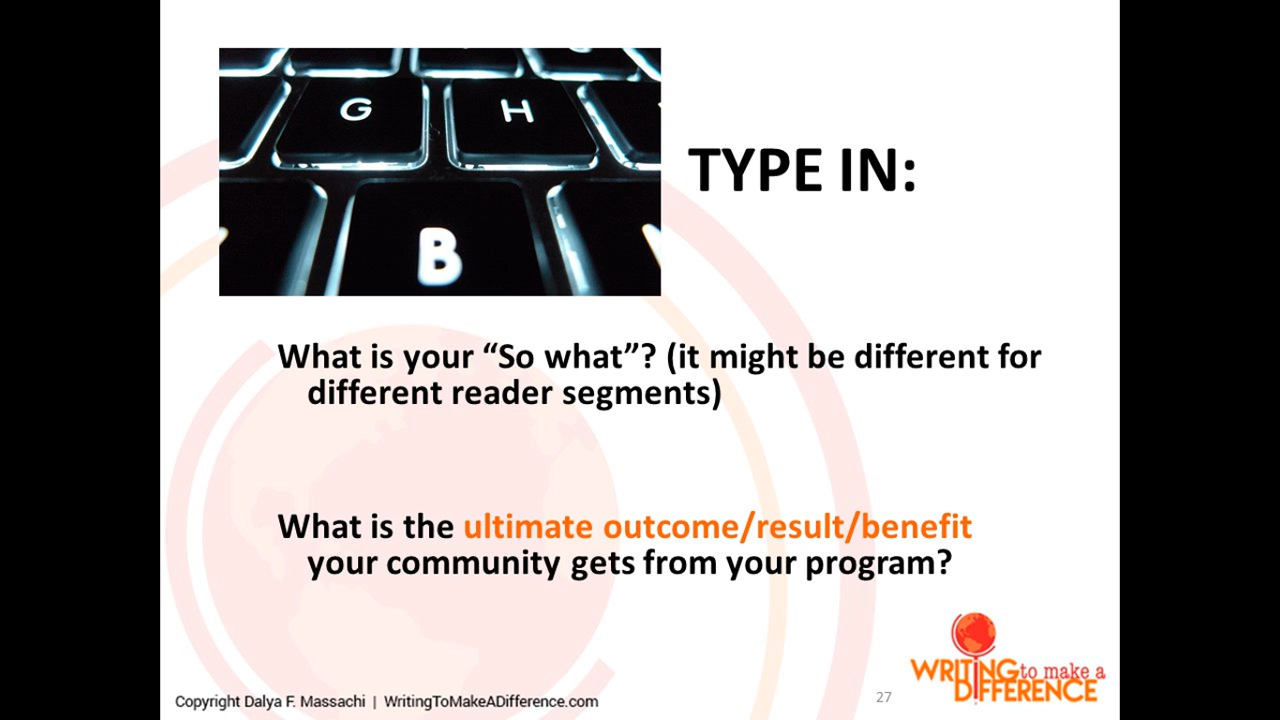 G H
B
TYPE IN:
What is your “So what”? (it might be different for
different reader segments)
What is the ultimate outcome/result/benefit
your community gets from your program?
WRITING to make a
DIFFERENCE
Copyright Dalya F. Massachi | WritingToMakeADifference.com
27